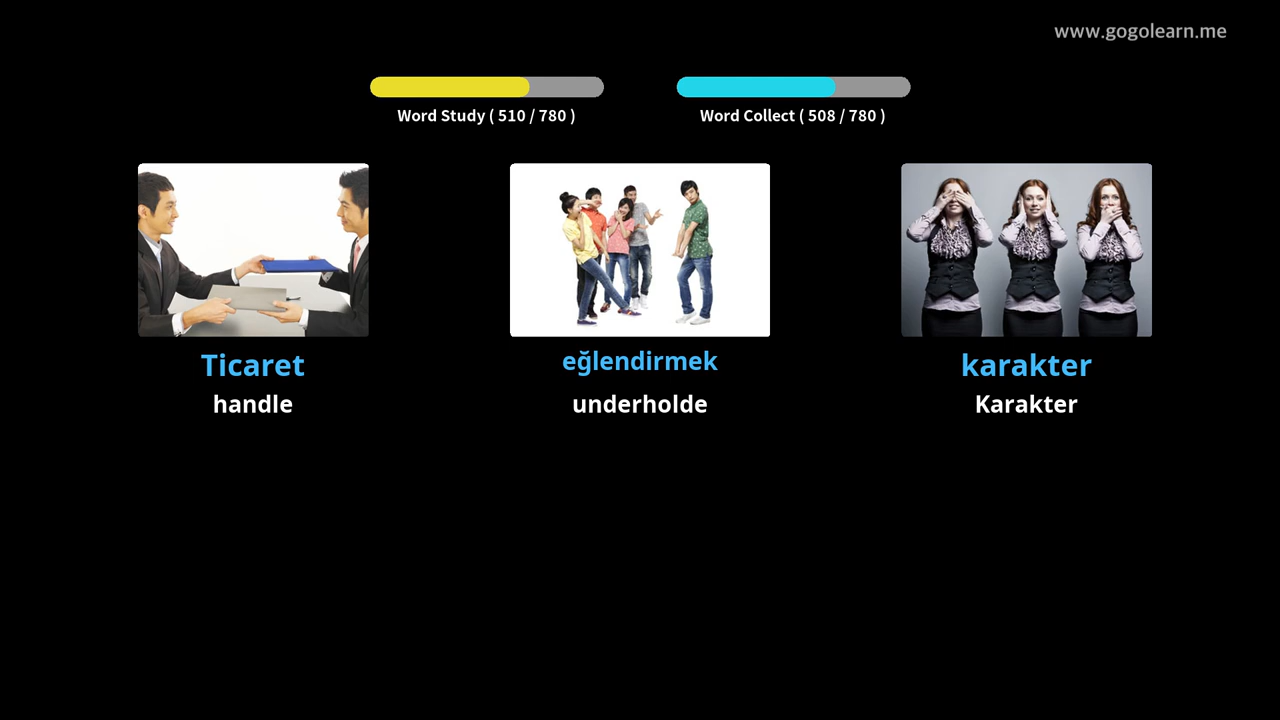 www.gogolearn.me
Word Study ( 510 / 780 )
Word Collect ( 508 / 780 )
Ticaret
handle
eğlendirmek
underholde
karakter
Karakter